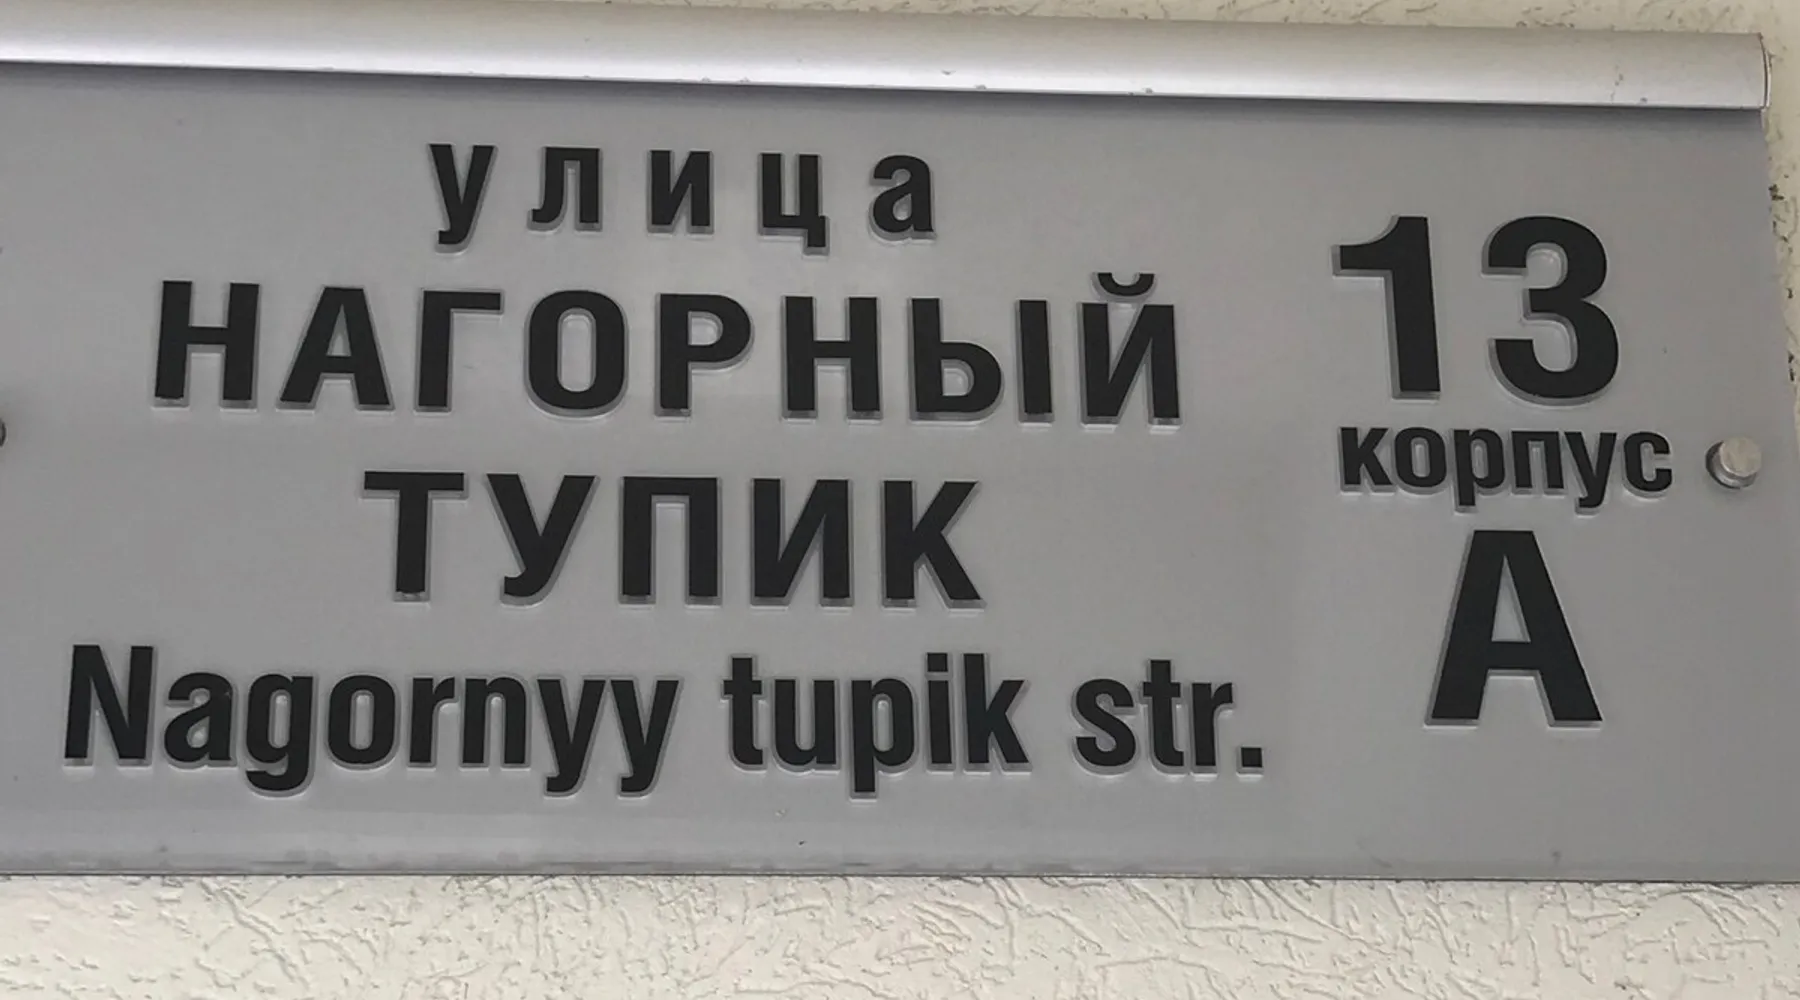 улица
НАГОРНЫЙ
ТУПИК
Nagornyy tupik str.
13
корпус
А